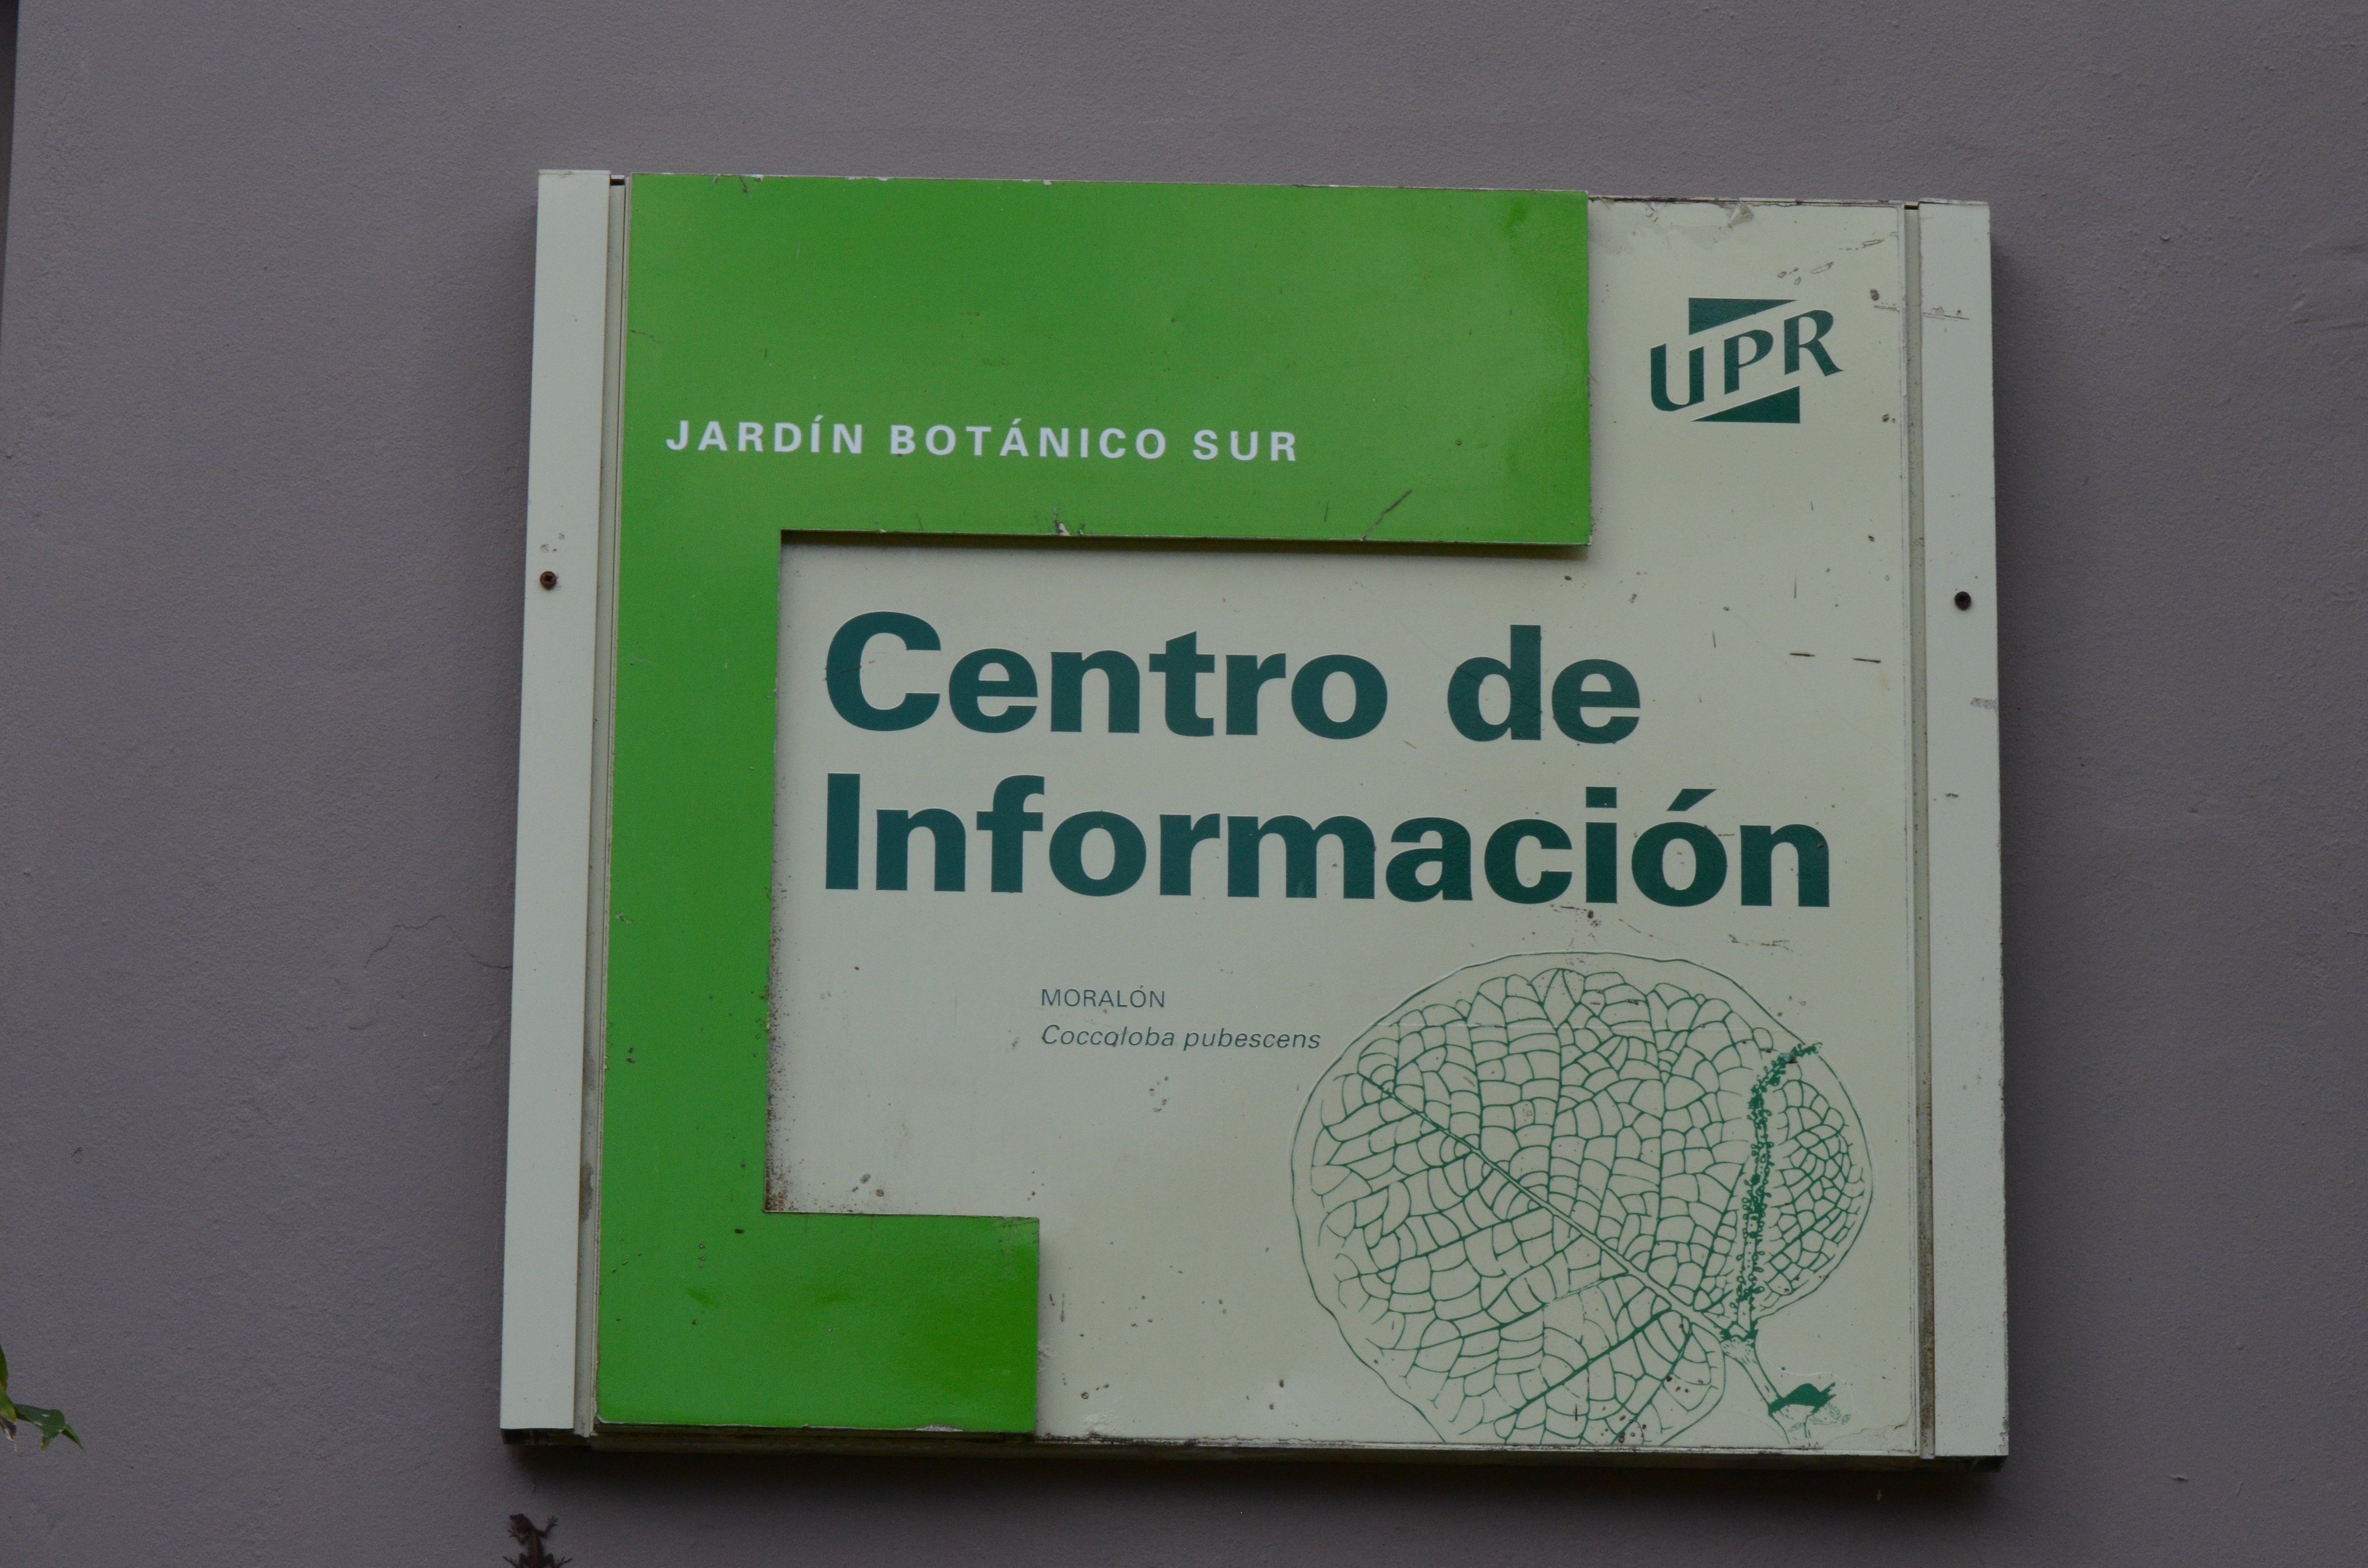 JARDÍN BOTÁNICO SUR
UPR
Centro de
Información
MORALÓN
Coccoloba pubescens